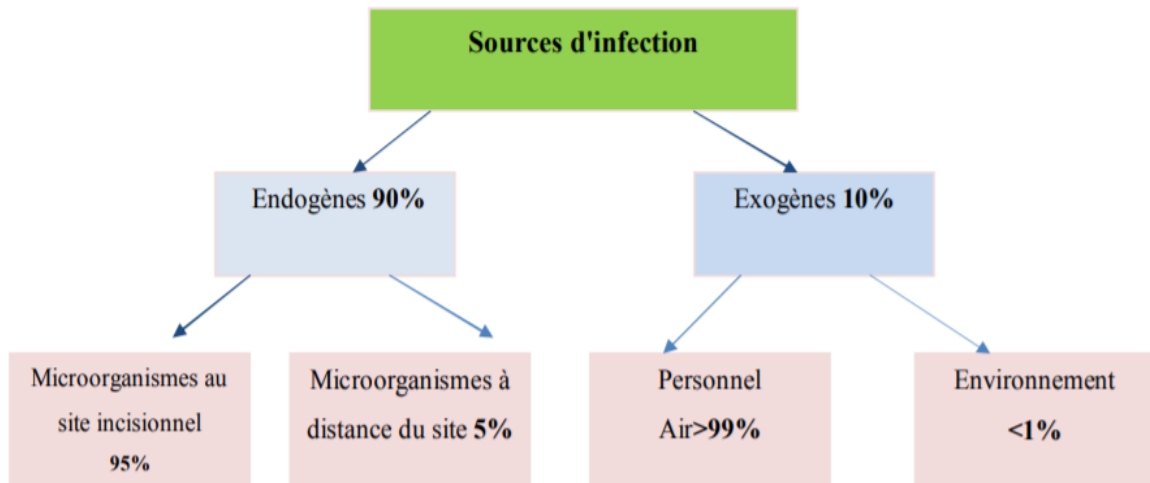 Sources d'infection
Endogènes 90%
Exogènes 10%
Microorganismes au
site incisionnel
95%
Microorganismes à
distance du site 5%
Personnel
Air>99%
Environnement
<1%